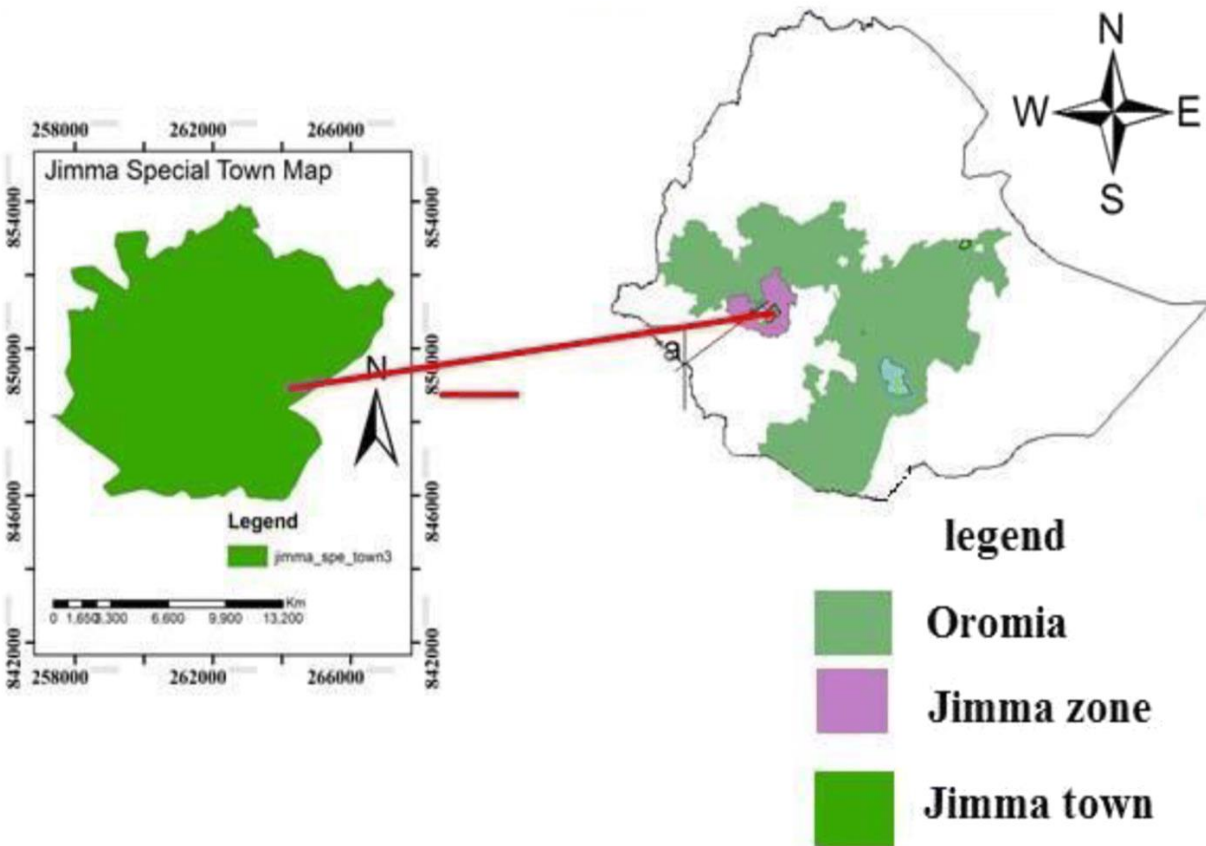 258000 262000 266000
Jimma Special Town Map
854000
850000
846000
842000
854000
850000
846000
842000
N
Legend
jimma_spe_town3
Km
0 1.650 3.300 6.600 9.900 13.200
258000 262000 266000
a
N
W E
S
legend
Oromia
Jimma zone
Jimma town